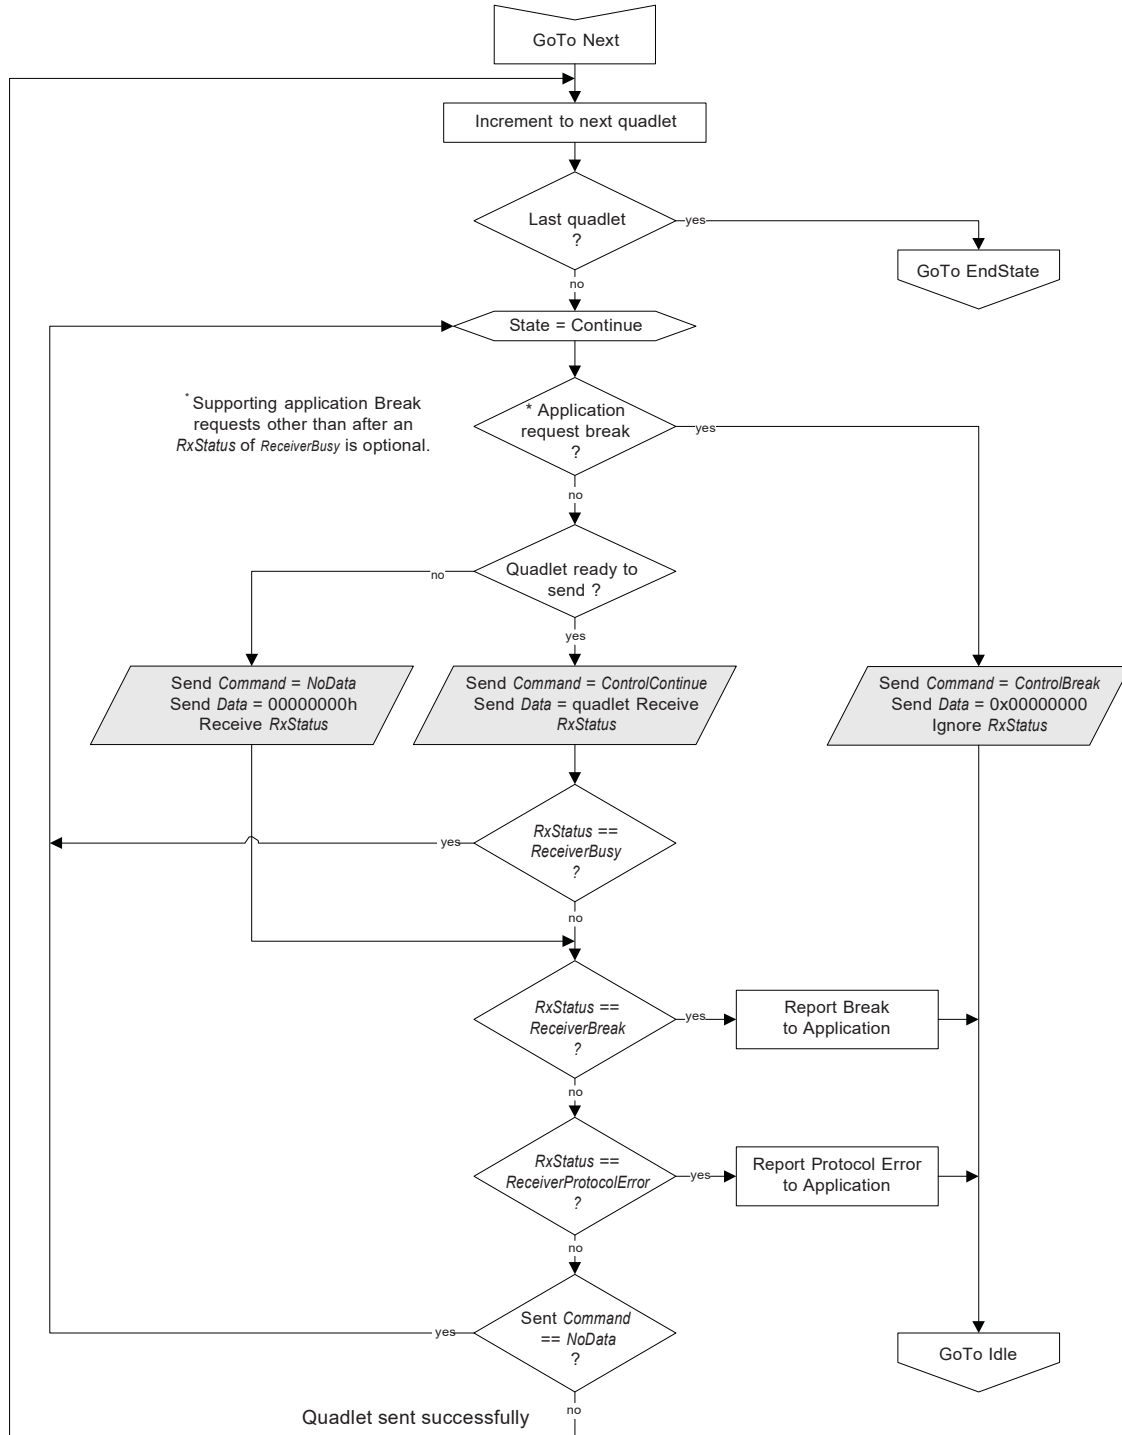 GoTo Next
Increment to next quadlet
Last quadlet
?
yes
GoTo EndState
no
State = Continue
* Supporting application Break
requests other than after an
RxStatus of ReceiverBusy is optional.
* Application
request break
?
yes
no
Quadlet ready to
send ?
no
yes
Send Command = NoData
Send Data = 00000000h
Receive RxStatus
Send Command = ControlContinue
Send Data = quadlet Receive
RxStatus
Send Command = ControlBreak
Send Data = 0x00000000
Ignore RxStatus
RxStatus ==
ReceiverBusy
?
yes
no
RxStatus ==
ReceiverBreak
?
yes
Report Break
to Application
no
RxStatus ==
ReceiverProtocolError
?
yes
Report Protocol Error
to Application
no
Sent Command
== NoData
?
yes
GoTo Idle
no
Quadlet sent successfully